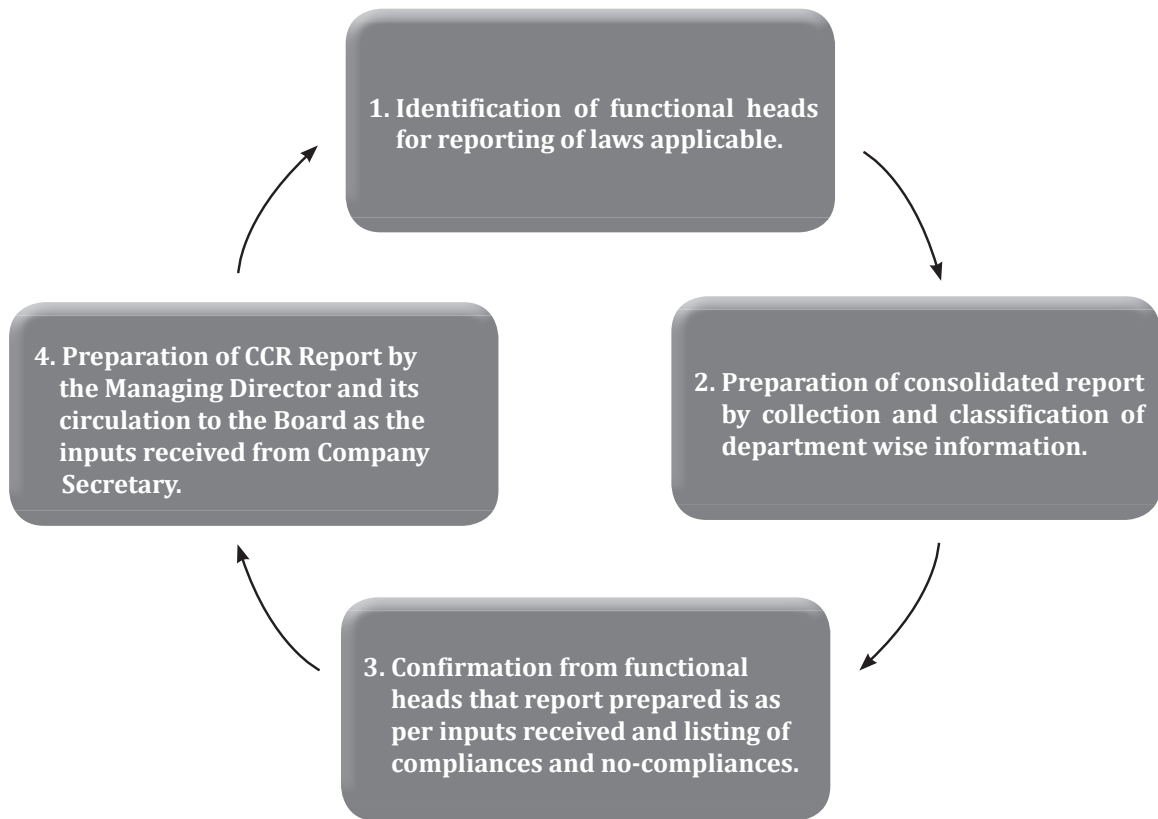 1. Identification of functional heads
for reporting of laws applicable.
2. Preparation of consolidated report
by collection and classification of
department wise information.
3. Confirmation from functional
heads that report prepared is as
per inputs received and listing of
compliances and no-compliances.
4. Preparation of CCR Report by
the Managing Director and its
circulation to the Board as the
inputs received from Company
Secretary.